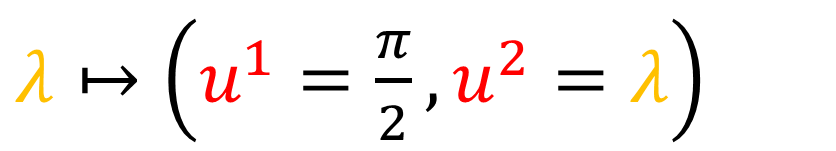 λ ↦ (u¹ = π/2, u² = λ)